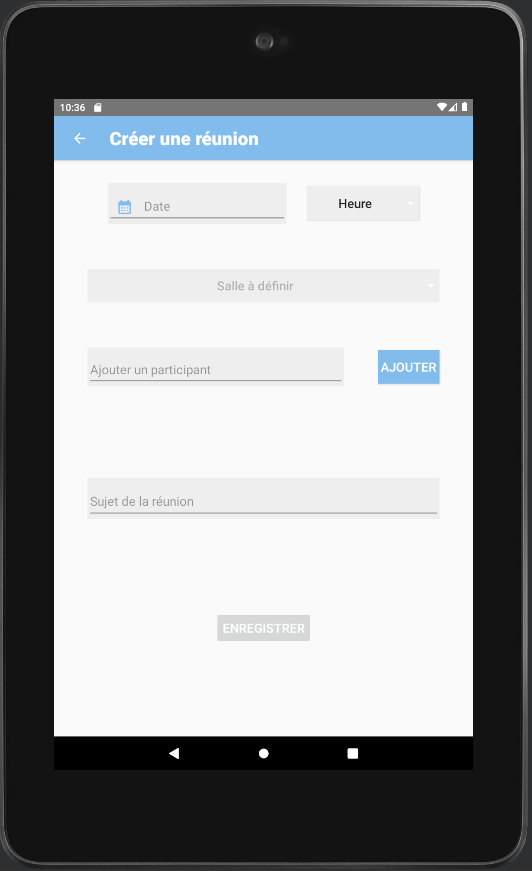 10:36
Créer une réunion
Date
Heure
Salle à définir
Ajouter un participant
AJOUTER
Sujet de la réunion
ENREGISTRER